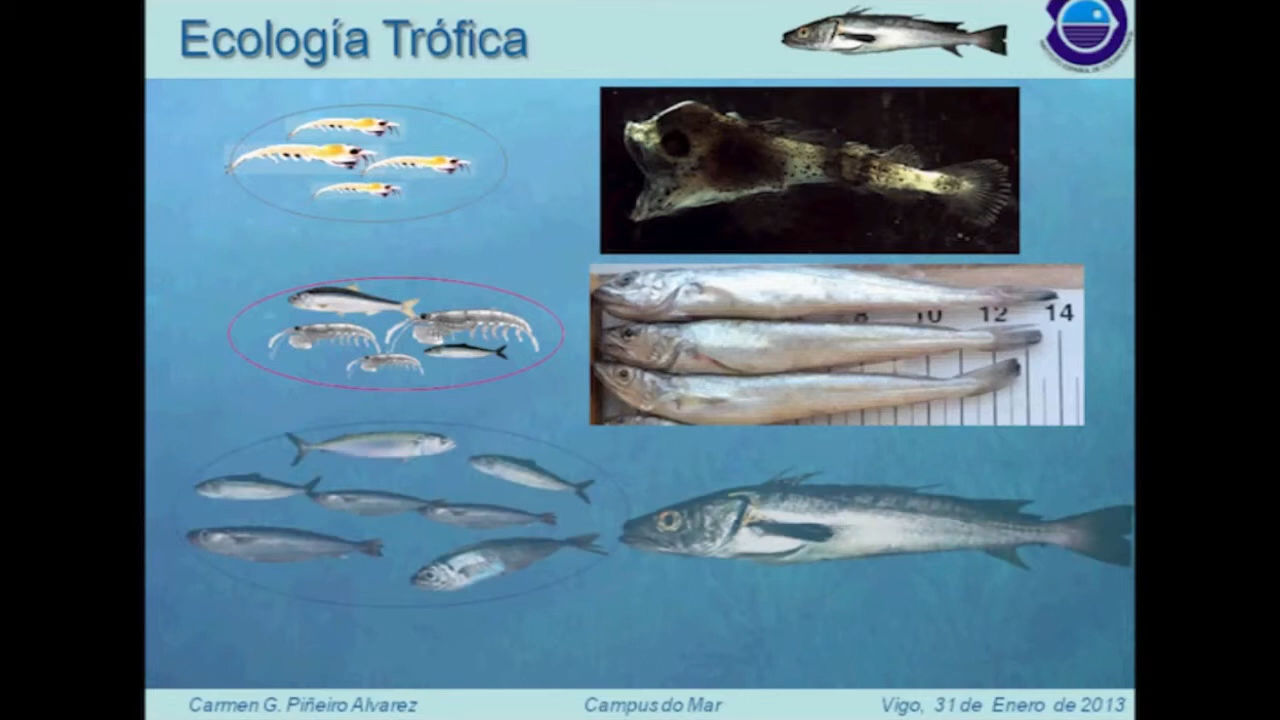 Ecología Trófica
8 10 12 14
Carmen G. Piñeiro Alvarez
Campus do Mar
Vigo, 31 de Enero de 2013